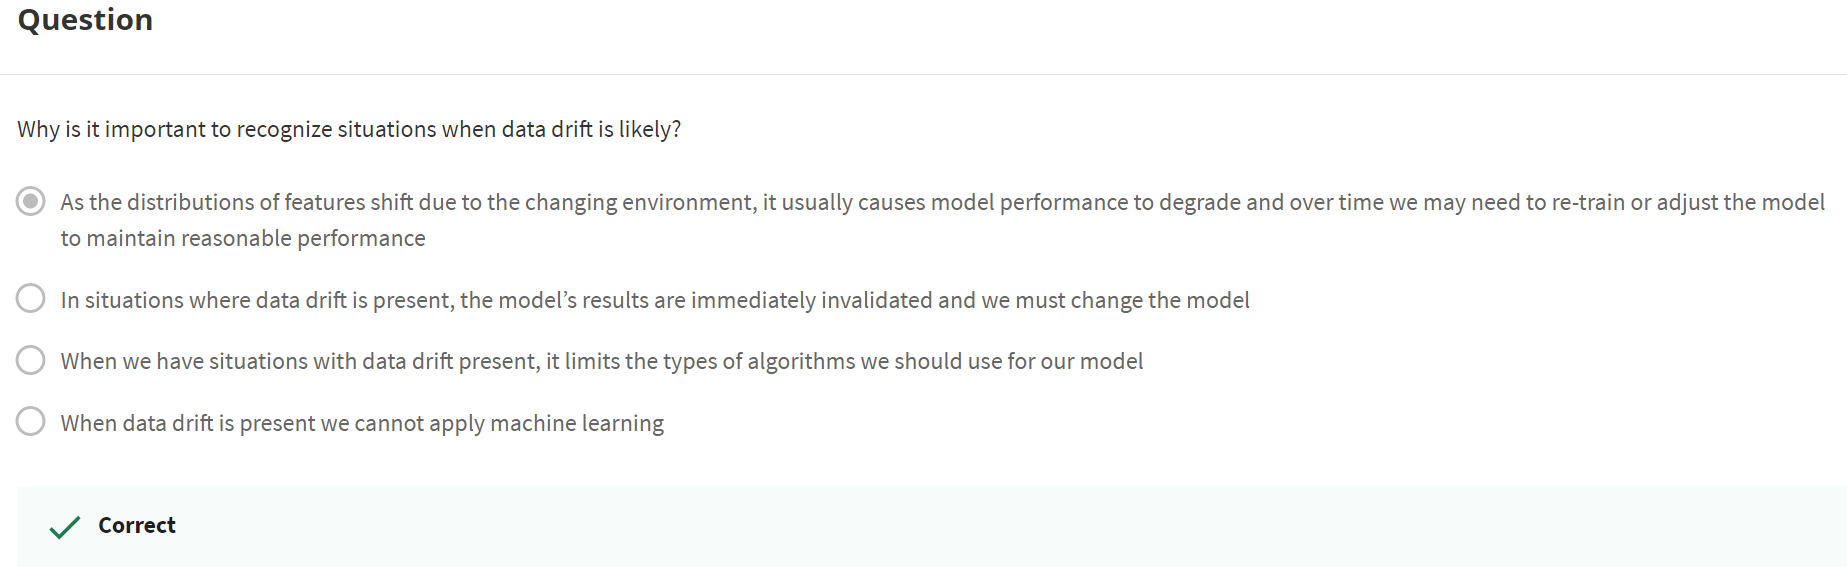 Question
Why is it important to recognize situations when data drift is likely?
As the distributions of features shift due to the changing environment, it usually causes model performance to degrade and over time we may need to re-train or adjust the model
to maintain reasonable performance
In situations where data drift is present, the model’s results are immediately invalidated and we must change the model
When we have situations with data drift present, it limits the types of algorithms we should use for our model
When data drift is present we cannot apply machine learning
Correct